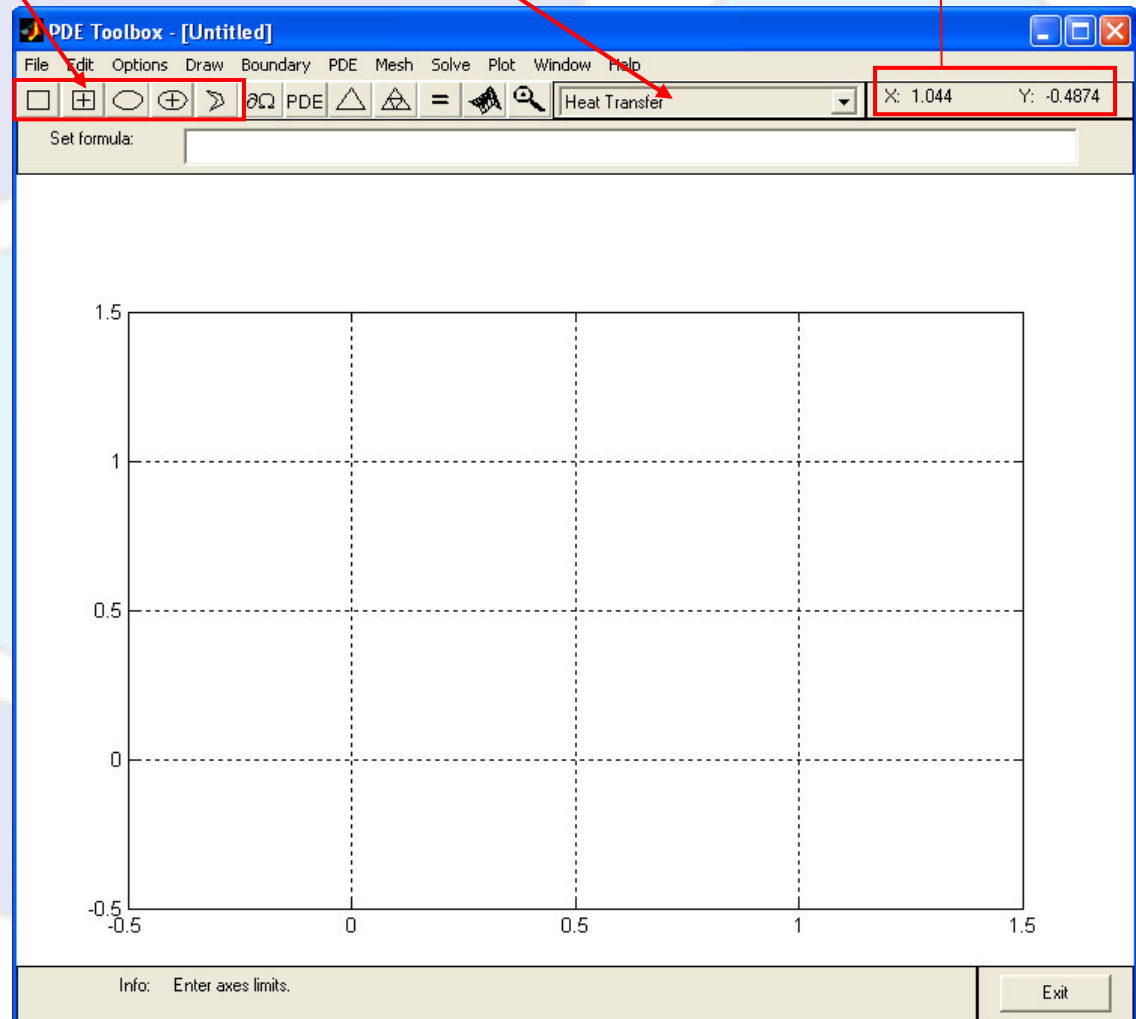 PDE Toolbox - [Untitled]
File Edit Options Draw Boundary PDE Mesh Solve Plot Window Help
∂Ω PDE = Heat Transfer X: 1.044 Y: -0.4874
Set formula:
1.5
1
0.5
0
-0.5
-0.5 0 0.5 1 1.5
Info: Enter axes limits.
Exit